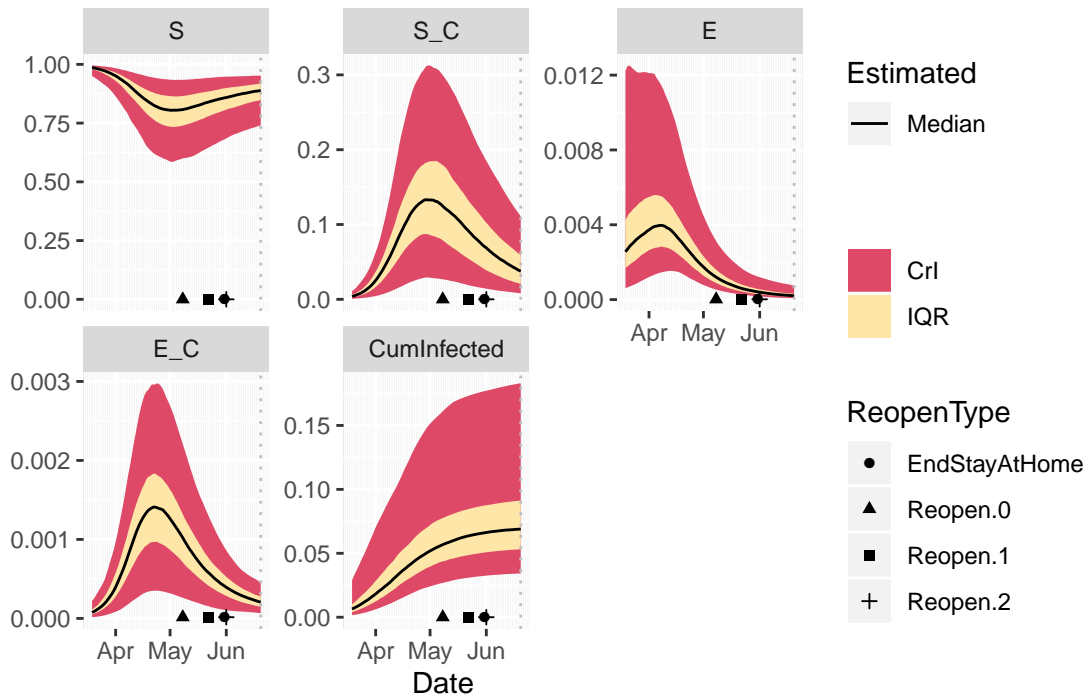 S
S_C
E
1.00
0.75
0.50
0.25
0.00
0.3
0.2
0.1
0.0
0.012
0.008
0.004
0.000
Apr May Jun
E_C
CumInfected
0.003
0.002
0.001
0.000
0.15
0.10
0.05
0.00
Apr May Jun
Apr May Jun
Date
Estimated
Median
CrI
IQR
ReopenType
EndStayAtHome
Reopen.0
Reopen.1
Reopen.2